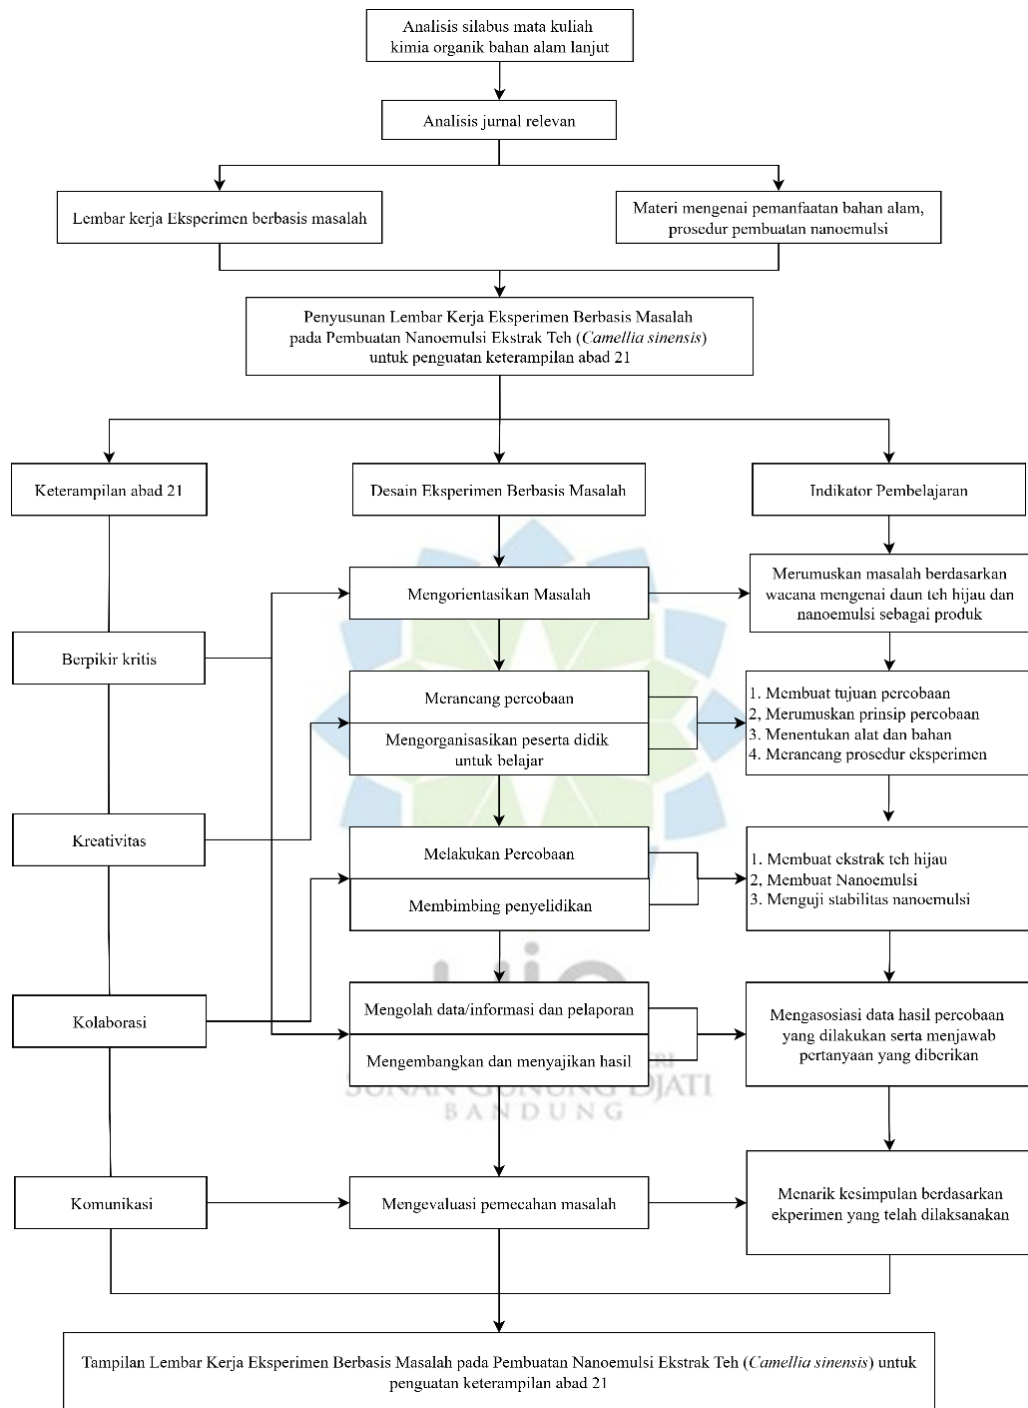 Analisis silabus mata kuliah
kimia organik bahan alam lanjut
Analisis jurnal relevan
Lembar kerja Eksperimen berbasis masalah
Materi mengenai pemanfaatan bahan alam,
prosedur pembuatan nanoemulsi
Penyusunan Lembar Kerja Eksperimen Berbasis Masalah
pada Pembuatan Nanoemulsi Ekstrak Teh (Camellia sinensis)
untuk penguatan keterampilan abad 21
Keterampilan abad 21
Desain Eksperimen Berbasis Masalah
Indikator Pembelajaran
Mengorientasikan Masalah
Merumuskan masalah berdasarkan
wacana mengenai daun teh hijau dan
nanoemulsi sebagai produk
Berpikir kritis
Merancang percobaan
Mengorganisasikan peserta didik
untuk belajar
1. Membuat tujuan percobaan
2, Merumuskan prinsip percobaan
3. Menentukan alat dan bahan
4. Merancang prosedur eksperimen
Kreativitas
Melakukan Percobaan
Membimbing penyelidikan
1. Membuat ekstrak teh hijau
2, Membuat Nanoemulsi
3. Menguji stabilitas nanoemulsi
Kolaborasi
Mengolah data/informasi dan pelaporan
Mengembangkan dan menyajikan hasil
Mengasosiasi data hasil percobaan
yang dilakukan serta menjawab
pertanyaan yang diberikan
SUNAN GUNUNG DJATI
BANDUNG
Komunikasi
Mengevaluasi pemecahan masalah
Menarik kesimpulan berdasarkan
ekperimen yang telah dilaksanakan
Tampilan Lembar Kerja Eksperimen Berbasis Masalah pada Pembuatan Nanoemulsi Ekstrak Teh (Camellia sinensis) untuk
penguatan keterampilan abad 21